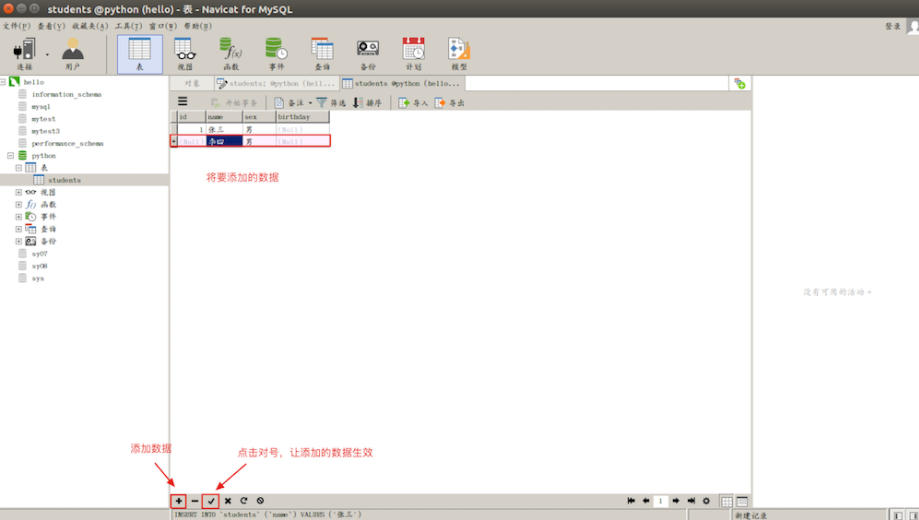 students @python (hello) - 表 - Navicat for MySQL
文件(F) 查看(V) 收藏夹(A) 工具(T) 窗口(W) 帮助(H)
登录
连接 用户 表 视图 函数 事件 查询 备份 计划 模型
hello
information_schema
mysql
mytest
mytest3
performance_schema
python
表
students
视图
函数
事件
查询
备份
sy07
sy08
sys
对象 students; @python (hell... students @python (hello...
开始事务 备注 筛选 排序 导入 导出
id name sex birthday
1 张三 男 (Null)
(Null) 李四 男 (Null)
将要添加的数据
没有可用的活动。
添加数据
点击对号，让添加的数据生效
1
INSERT INTO `students` (`name`) VALUES ('张三')
新建记录